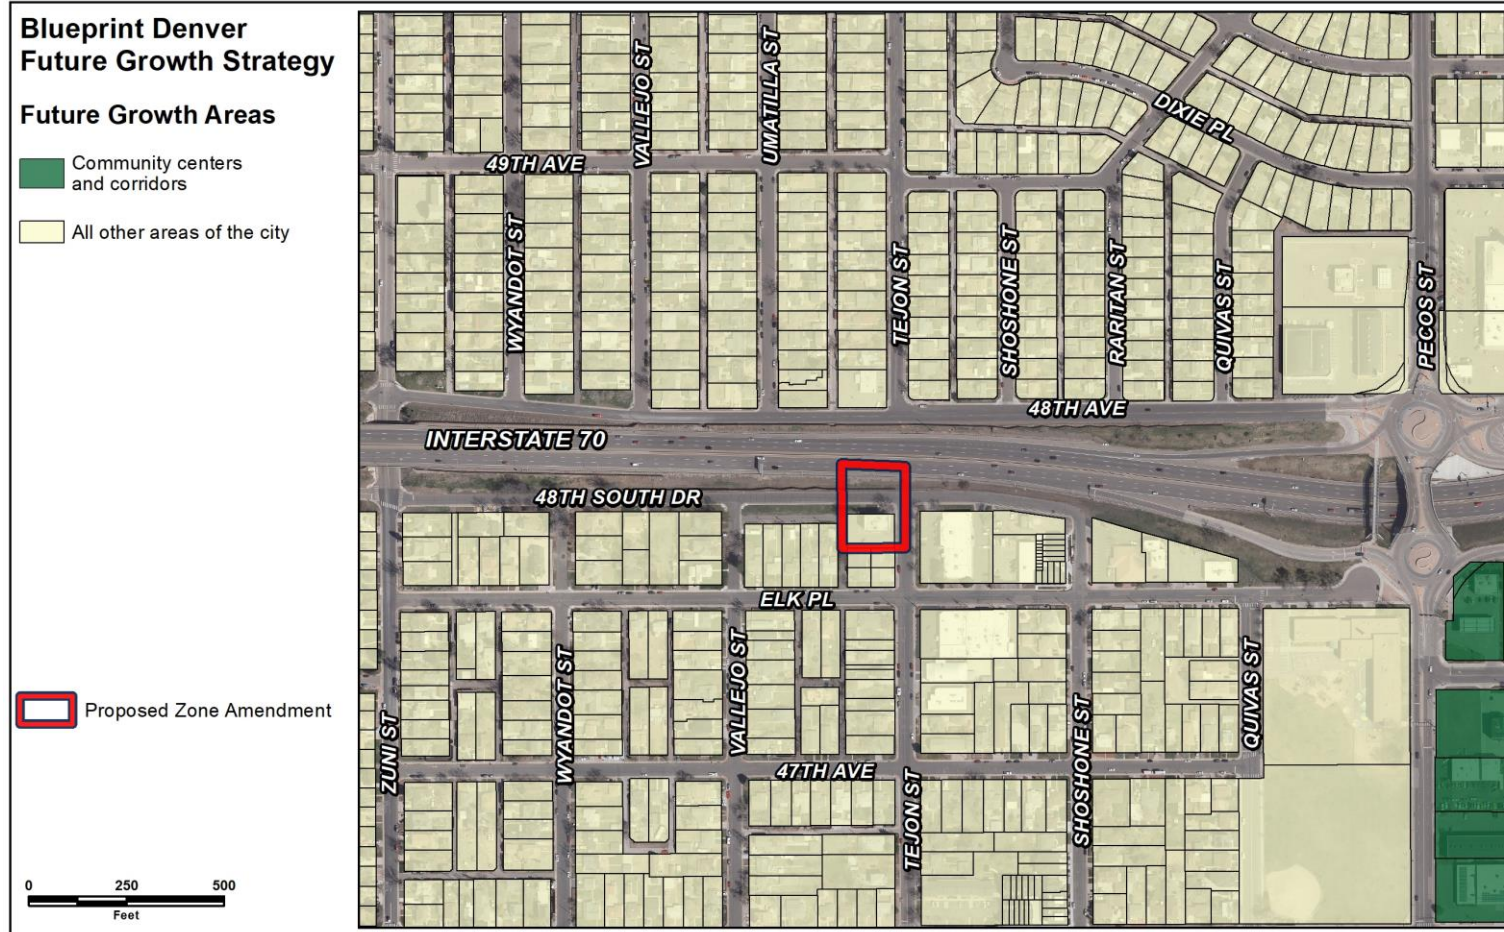 Blueprint Denver
Future Growth Strategy
Future Growth Areas
Community centers
and corridors
All other areas of the city
Proposed Zone Amendment
0 250 500
Feet
VALLEJO ST
UMATILLA ST
DIXIE PL
49TH AVE
WYANDOT ST
TEJON ST
SHOSHONE ST
RARITAN ST
QUIVAS ST
PECOS ST
48TH AVE
INTERSTATE 70
48TH SOUTH DR
ELK PL
ZUNI ST
WYANDOT ST
VALLEJO ST
47TH AVE
TEJON ST
SHOSHONE ST
QUIVAS ST